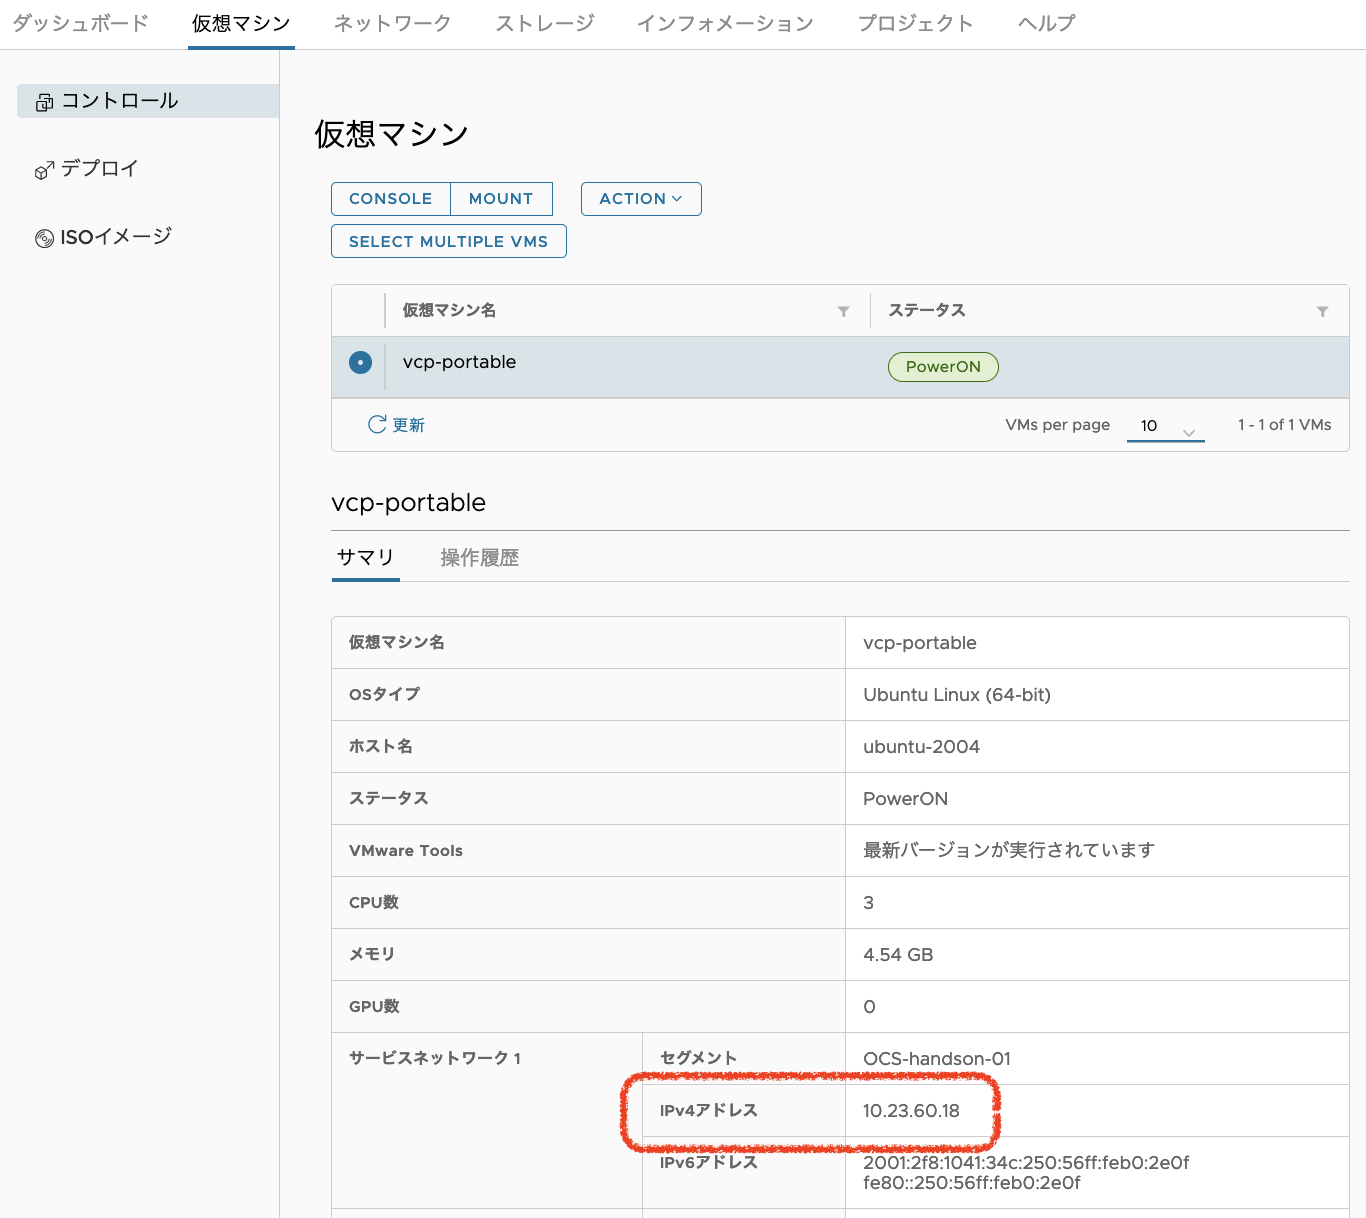 ダッシュボード 仮想マシン ネットワーク ストレージ インフォメーション プロジェクト ヘルプ
コントロール
デプロイ
ISOイメージ
仮想マシン
CONSOLE MOUNT ACTION
SELECT MULTIPLE VMS
仮想マシン名 ステータス
vcp-portable PowerON
更新 VMs per page 10 1 - 1 of 1 VMs
vcp-portable
サマリ 操作履歴
仮想マシン名 vcp-portable
OSタイプ Ubuntu Linux (64-bit)
ホスト名 ubuntu-2004
ステータス PowerON
VMware Tools 最新バージョンが実行されています
CPU数 3
メモリ 4.54 GB
GPU数 0
サービスネットワーク 1 セグメント OCS-handson-01
IPv4アドレス 10.23.60.18
IPv6アドレス 2001:2f8:1041:34c:250:56ff:feb0:2e0f
fe80::250:56ff:feb0:2e0f